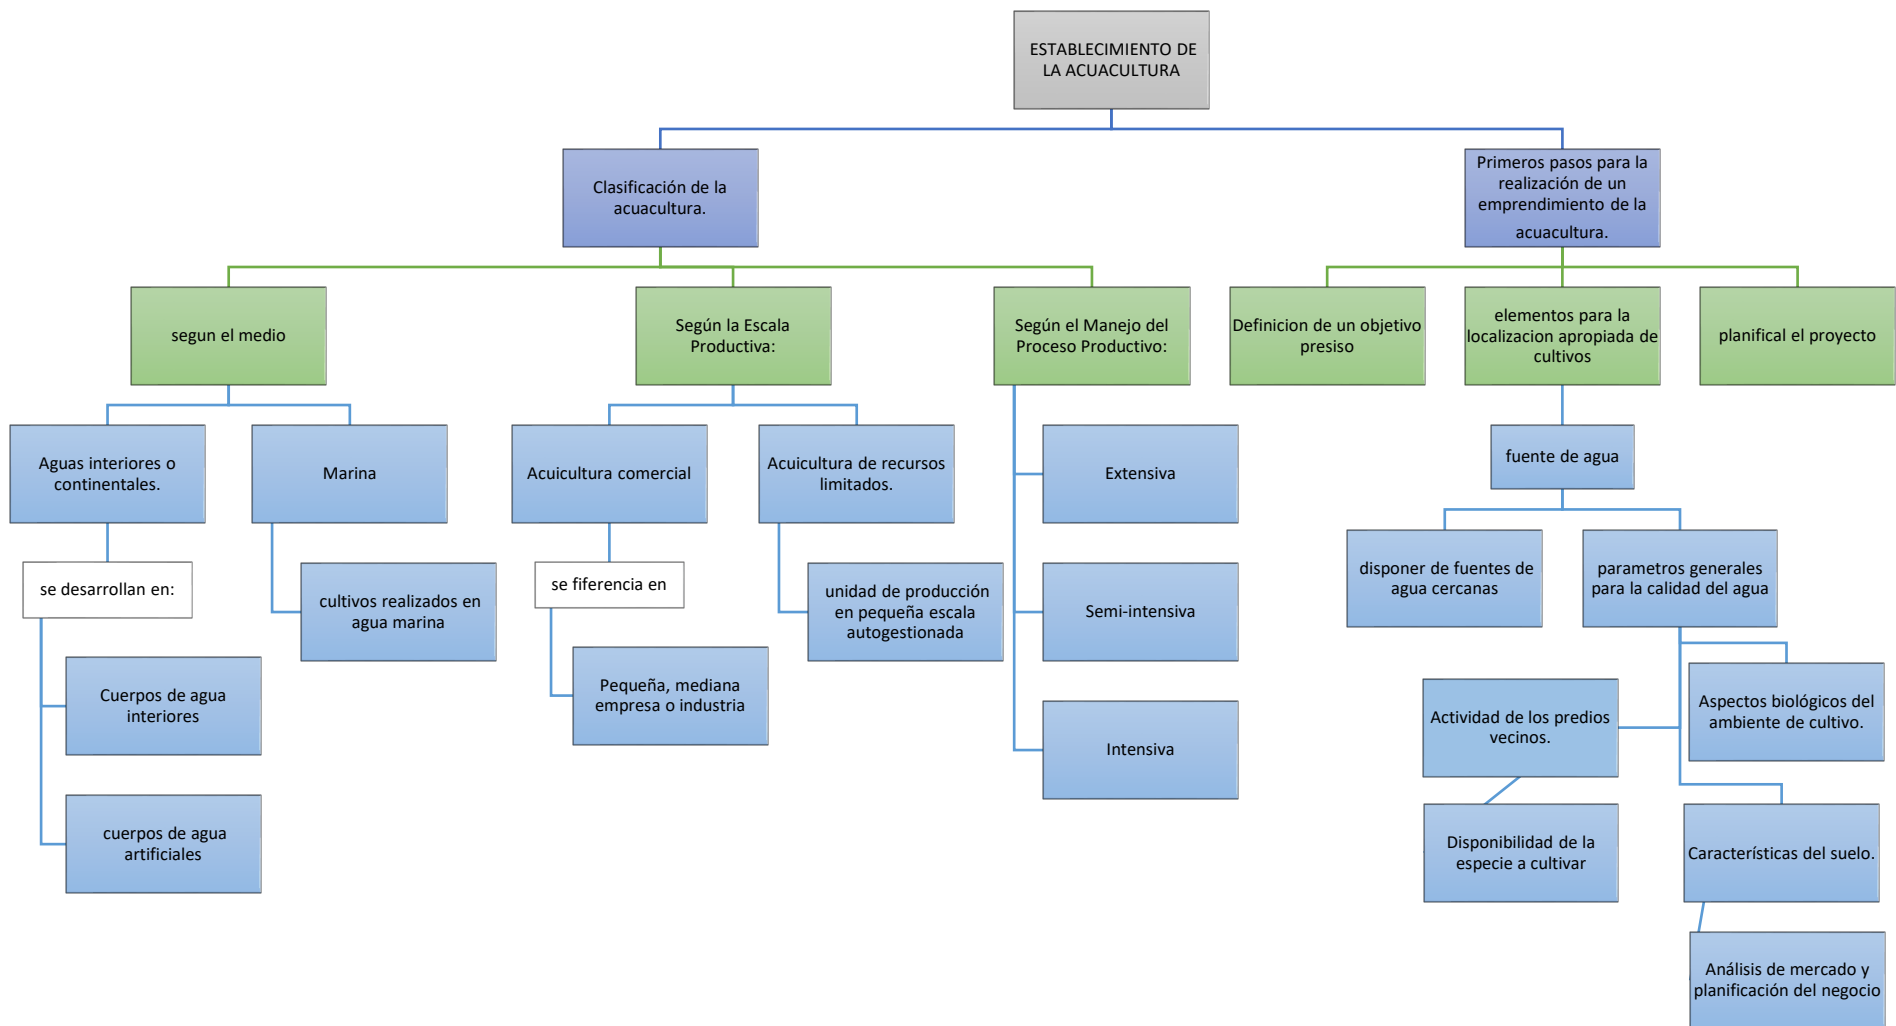 ESTABLECIMIENTO DE
LA ACUACULTURA
Clasificación de la
acuacultura.
Primeros pasos para la
realización de un
emprendimiento de la
acuacultura.
segun el medio
Según la Escala
Productiva:
Según el Manejo del
Proceso Productivo:
Definicion de un objetivo
presiso
elementos para la
localizacion apropiada de
cultivos
planifical el proyecto
Aguas interiores o
continentales.
Marina
Acuicultura comercial
Acuicultura de recursos
limitados.
Extensiva
fuente de agua
se desarrollan en:
cultivos realizados en
agua marina
se fiferencia en
unidad de producción
en pequeña escala
autogestionada
Semi-intensiva
disponer de fuentes de
agua cercanas
parametros generales
para la calidad del agua
Cuerpos de agua
interiores
Pequeña, mediana
empresa o industria
Intensiva
Actividad de los predios
vecinos.
Aspectos biológicos del
ambiente de cultivo.
cuerpos de agua
artificiales
Disponibilidad de la
especie a cultivar
Características del suelo.
Análisis de mercado y
planificación del negocio